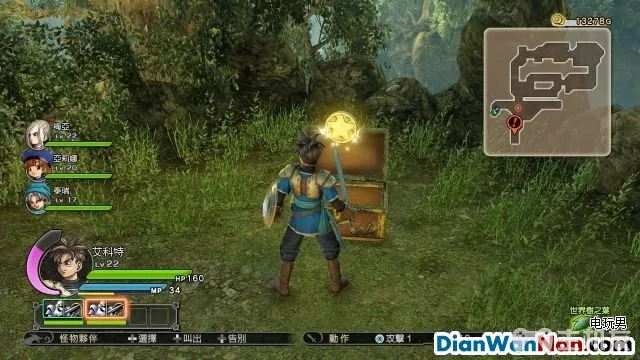 13278G
梅亞
Lv 22
亞莉娜
Lv 20
泰瑞
Lv 17
艾科特
Lv 22
HP 160
MP 34
世界樹之葉
电玩男
怪物夥伴 選擇 叫出 告別 動作 攻擊 1
DianWanNan.com